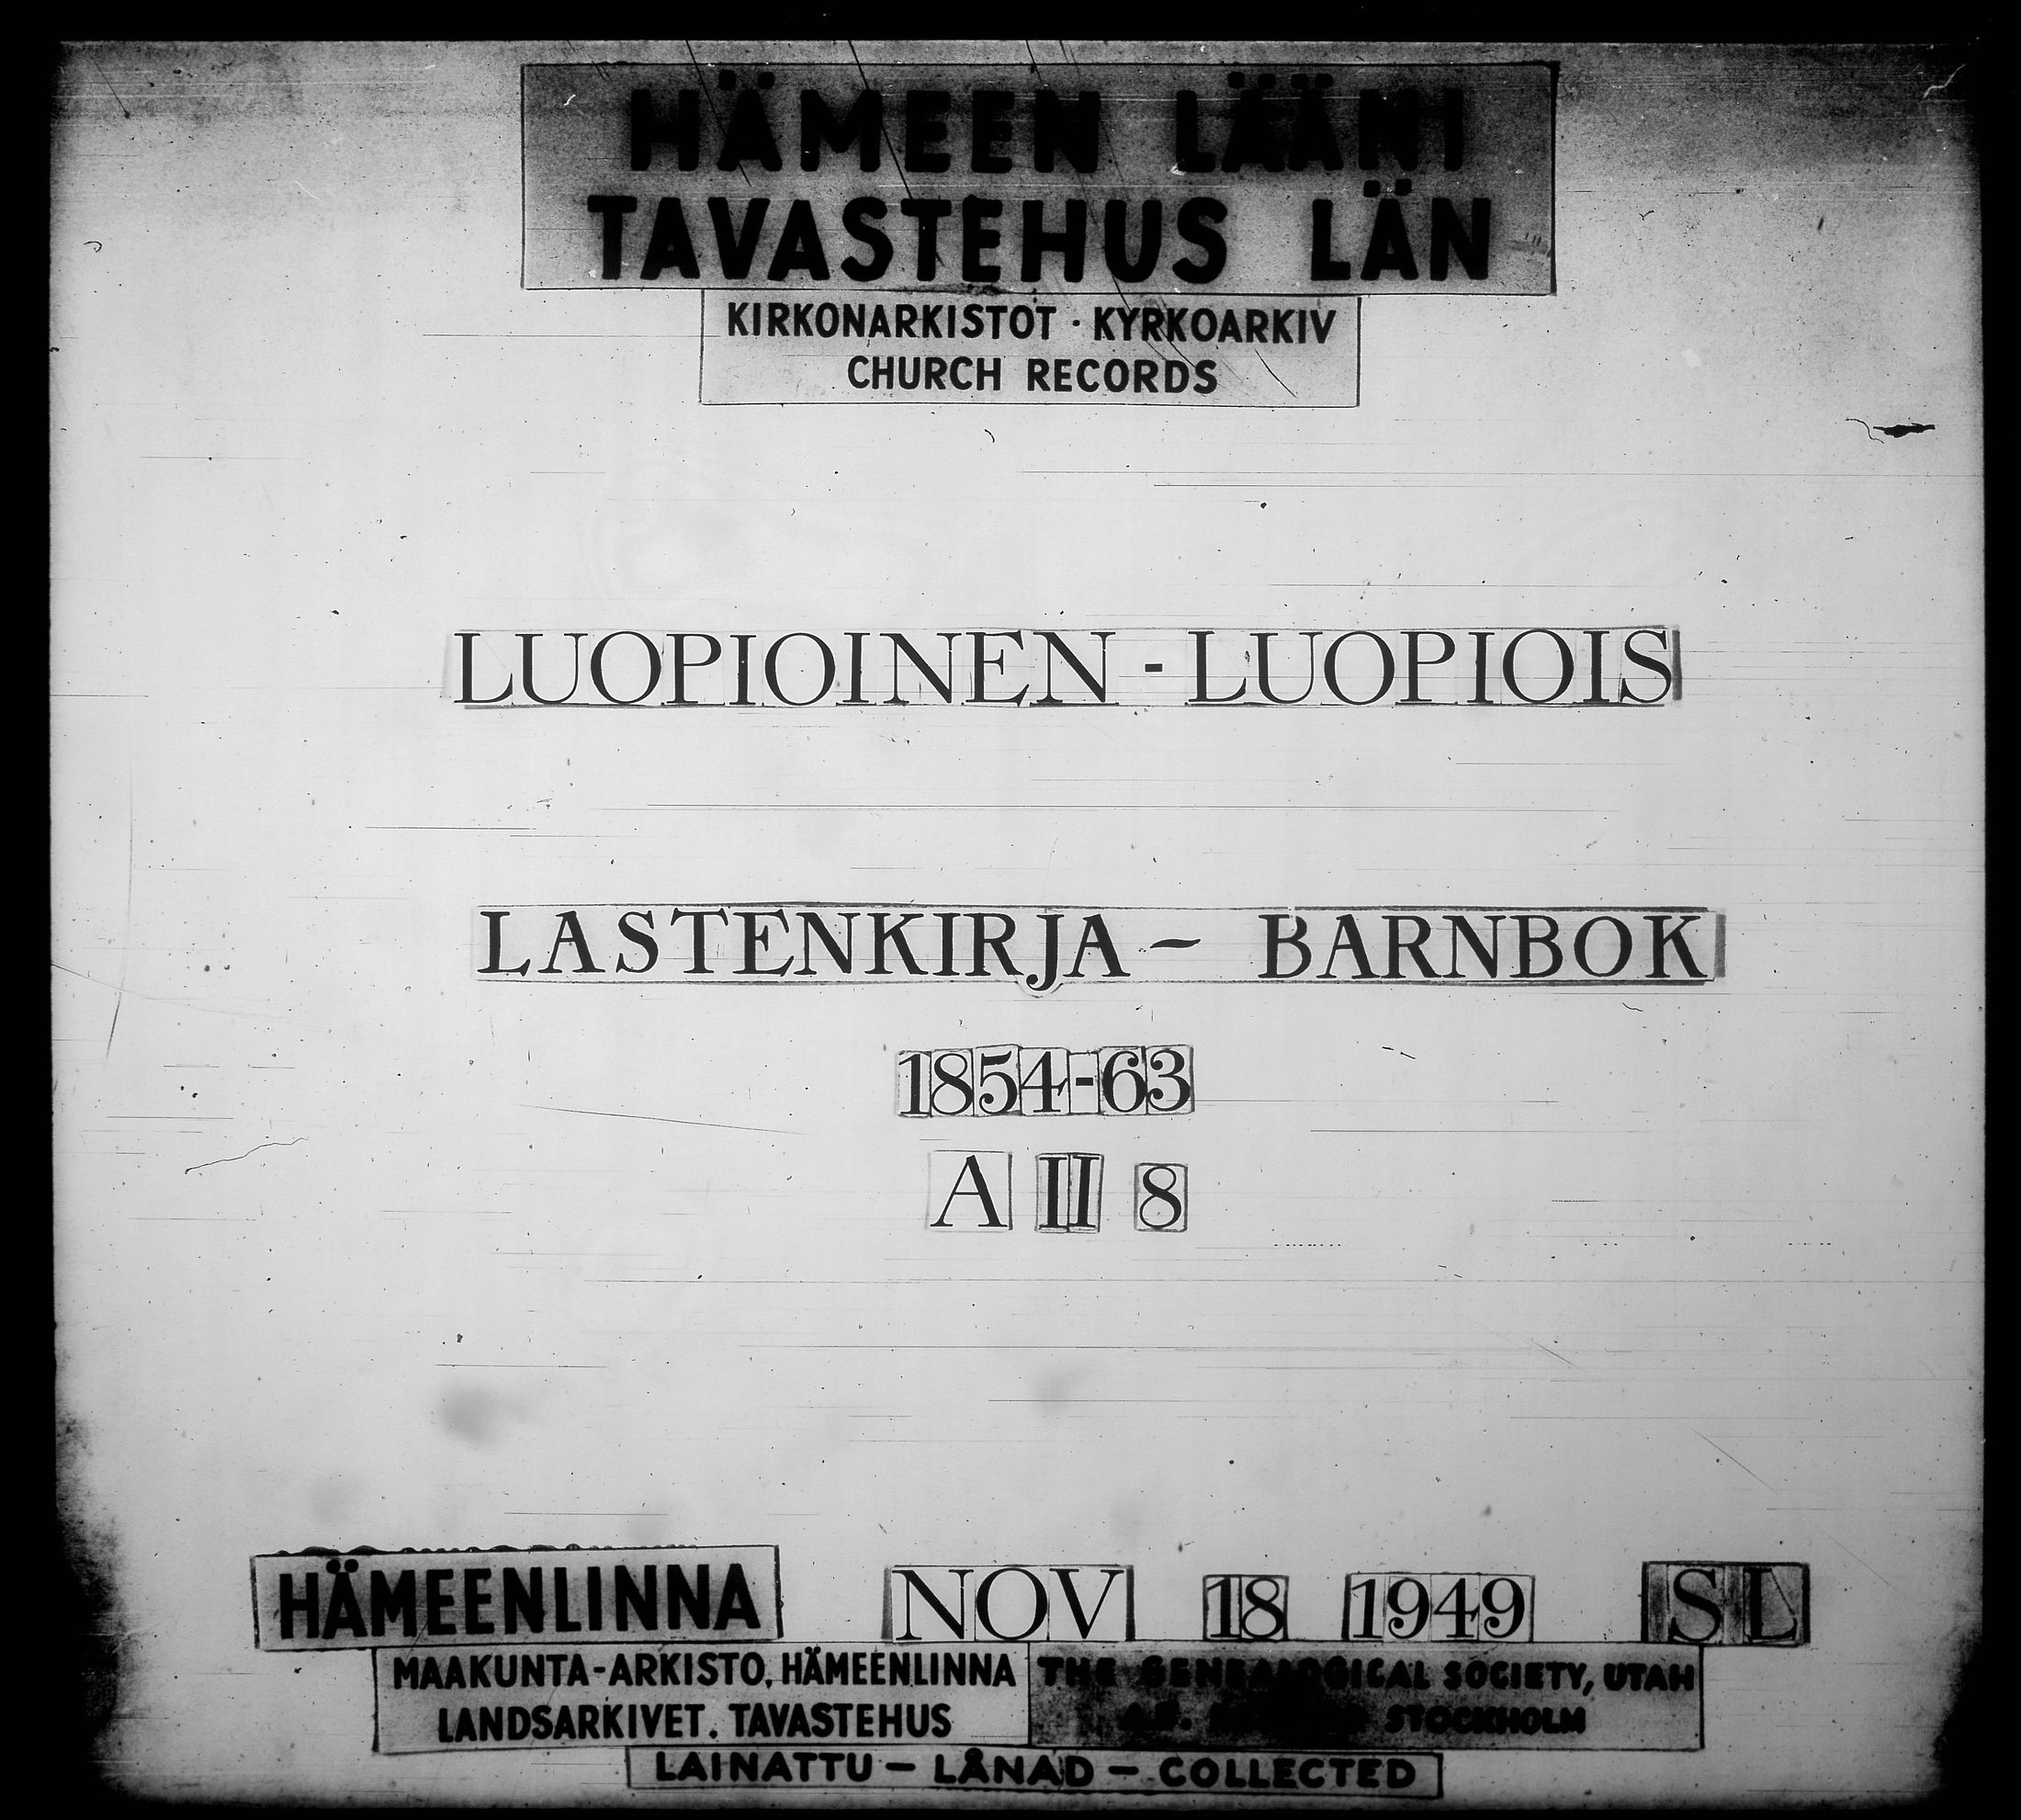 HÄMEEN LÄÄNI
TAVASTEHUS LÄN
KIRKONARKISTOT · KYRKOARKIV
CHURCH RECORDS
LUOPIOINEN - LUOPIOIS
LASTENKIRJA – BARNBOK
1854-63
A II 8
HÄMEENLINNA NOV 18 1949 SL
MAAKUNTA-ARKISTO, HÄMEENLINNA
LANDSARKIVET. TAVASTEHUS
THE GENEALOGICAL SOCIETY, UTAH
STOCKHOLM
LAINATTU – LÅNAD – COLLECTED